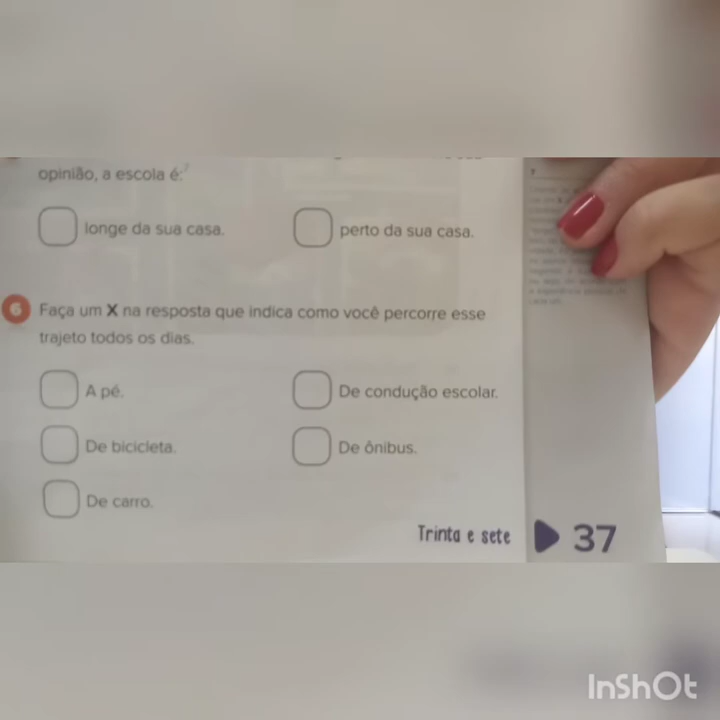 opinião, a escola é:
longe da sua casa.
perto da sua casa.
6 Faça um X na resposta que indica como você percorre esse
trajeto todos os dias.
A pé.
De condução escolar.
De bicicleta.
De ônibus.
De carro.
Trinta e sete
37
InShOt